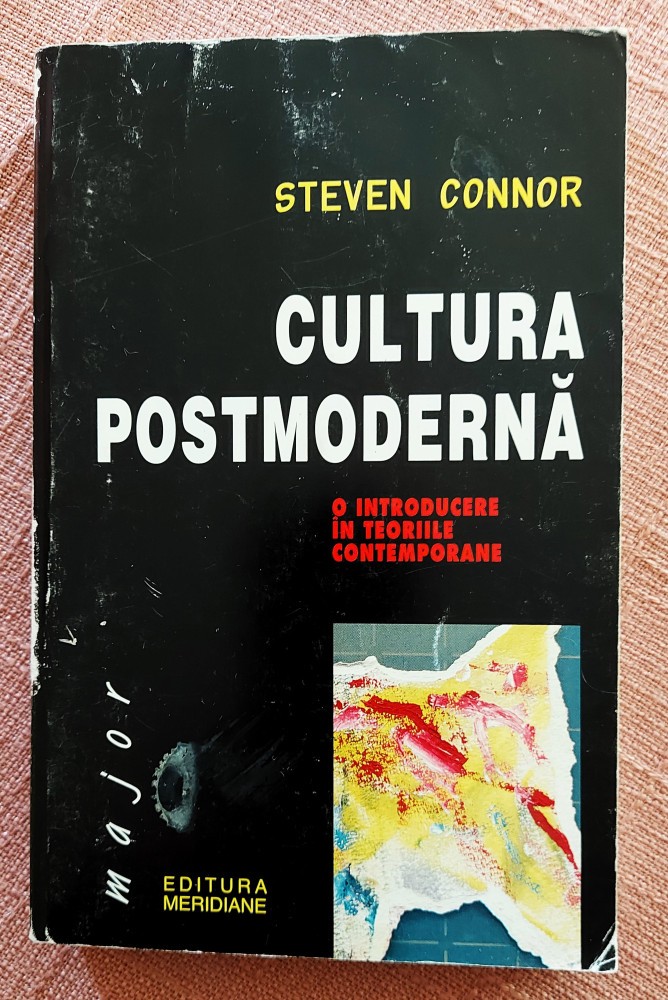 STEVEN CONNOR
CULTURA
POSTMODERNĂ
O INTRODUCERE
ÎN TEORIILE
CONTEMPORANE
major
EDITURA
MERIDIANE